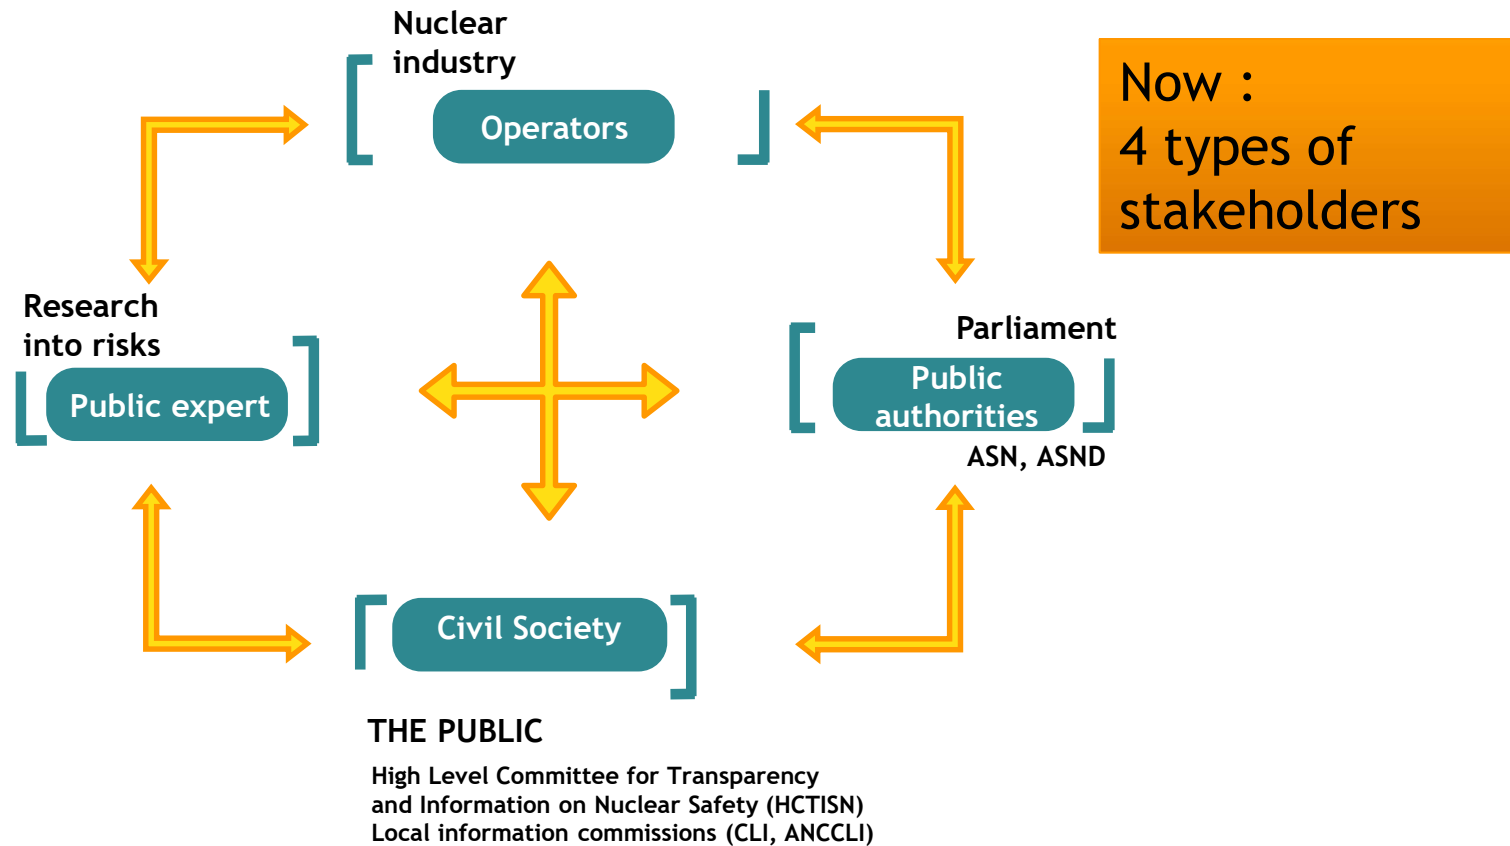 Nuclear
industry
Operators
Now :
4 types of
stakeholders
Research
into risks
Public expert
Parliament
Public
authorities
ASN, ASND
Civil Society
THE PUBLIC
High Level Committee for Transparency
and Information on Nuclear Safety (HCTISN)
Local information commissions (CLI, ANCCLI)